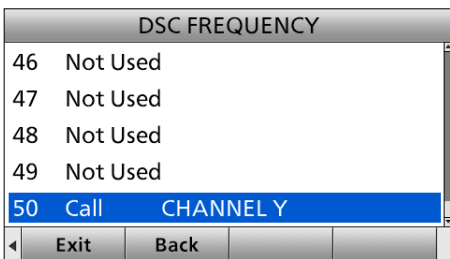 DSC FREQUENCY
46 Not Used
47 Not Used
48 Not Used
49 Not Used
50 Call CHANNEL Y
Exit Back